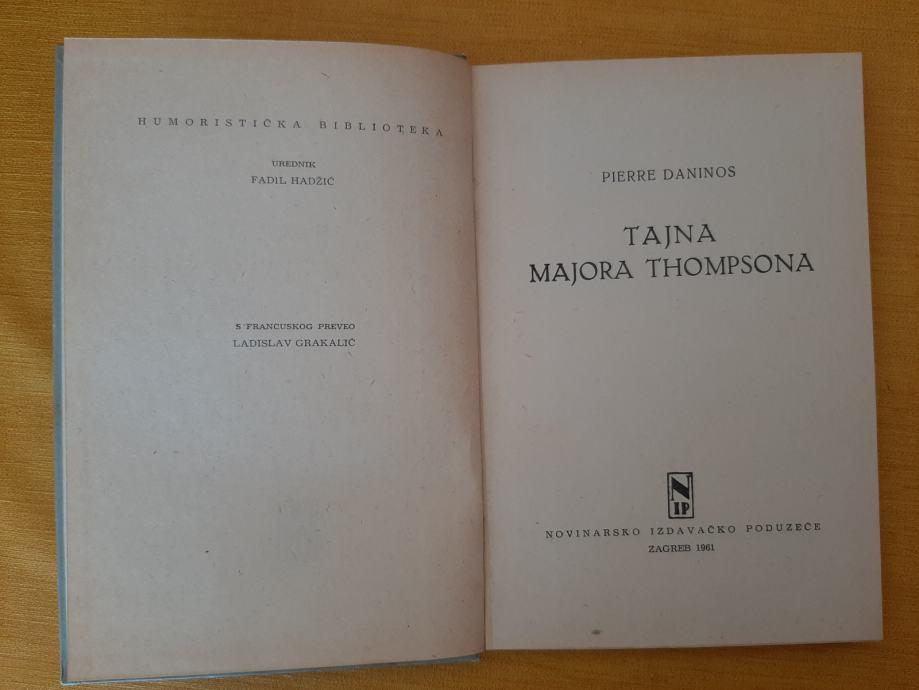 HUMORISTIČKA BIBLIOTEKA
UREDNIK
FADIL HADŽIĆ
S FRANCUSKOG PREVEO
LADISLAV GRAKALIĆ
PIERRE DANINOS
TAJNA
MAJORA THOMPSONA
N
IP
NOVINARSKO IZDAVAČKO PODUZEĆE
ZAGREB 1961